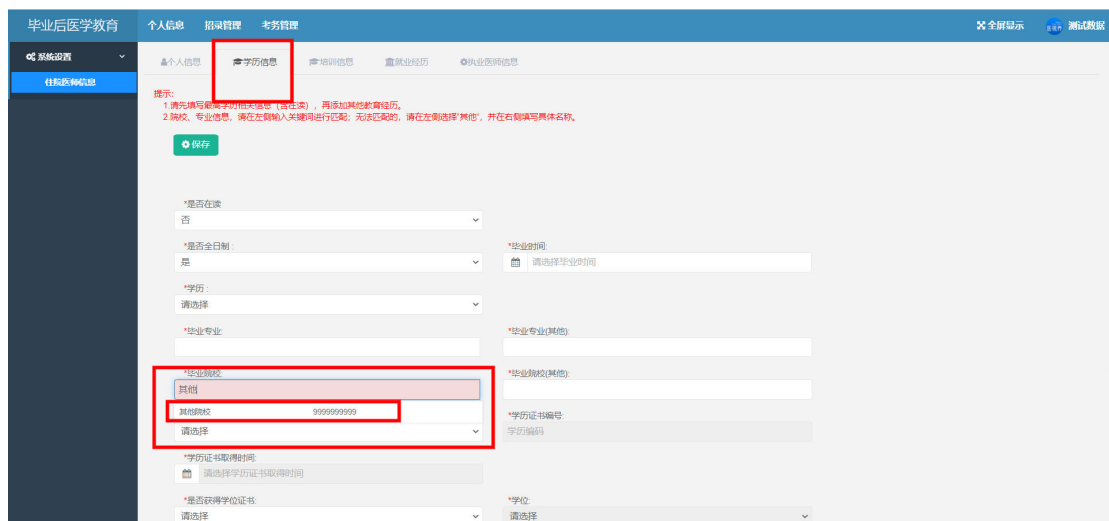 毕业后医学教育 个人信息 招录管理 考务管理 全屏显示 测试数据
系统设置
住院医师信息
个人信息 学历信息 培训信息 就业经历 执业医师信息
提示:
1.请先填写最高学历相关信息（含在读），再添加其他教育经历。
2.院校、专业信息，请在左侧输入关键词进行匹配；无法匹配的，请在左侧选择‘其他’，并在右侧填写具体名称。
保存
*是否在读
否
*是否全日制 : *毕业时间:
是 请选择毕业时间
*学历 :
请选择
*毕业专业: *毕业专业(其他):
*毕业院校: *毕业院校(其他):
其他
其他院校 9999999999
*学历证书编号:
请选择 学历编码
*学历证书取得时间:
请选择学历证书取得时间
*是否获得学位证书: *学位:
请选择 请选择